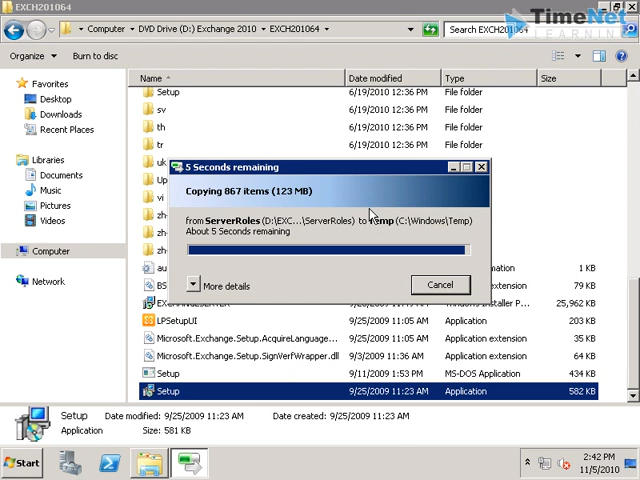 EXCH201064
TimeNet
LEARNING
Computer
DVD Drive (D:) Exchange 2010
EXCH201064
Search EXCH201064
Organize
Burn to disc
Favorites
Desktop
Downloads
Recent Places
Libraries
Documents
Music
Pictures
Videos
Computer
Network
Name Date modified Type Size
Setup 6/19/2010 12:36 PM File folder
sv 6/19/2010 12:36 PM File folder
th 6/19/2010 12:36 PM File folder
tr 6/19/2010 12:36 PM File folder
uk
Up
vi
zh-
zh-
zh-
au 1 KB
BS 79 KB
EXCHANGESERVER 25,962 KB
LPSetupUI 9/25/2009 11:05 AM Application 203 KB
Microsoft.Exchange.Setup.AcquireLanguage... 9/25/2009 11:05 AM Application extension 35 KB
Microsoft.Exchange.Setup.SignVerfWrapper.dll 9/3/2009 11:36 AM Application extension 64 KB
Setup 9/11/2009 1:53 PM MS-DOS Application 434 KB
Setup 9/25/2009 11:23 AM Application 582 KB
5 Seconds remaining
Copying 867 items (123 MB)
from ServerRoles (D:\EXC...\ServerRoles) to Temp (C:\Windows\Temp)
About 5 Seconds remaining
More details
Cancel
Setup Date modified: 9/25/2009 11:23 AM Date created: 9/25/2009 11:23 AM
Application Size: 581 KB
Start
2:42 PM
11/5/2010